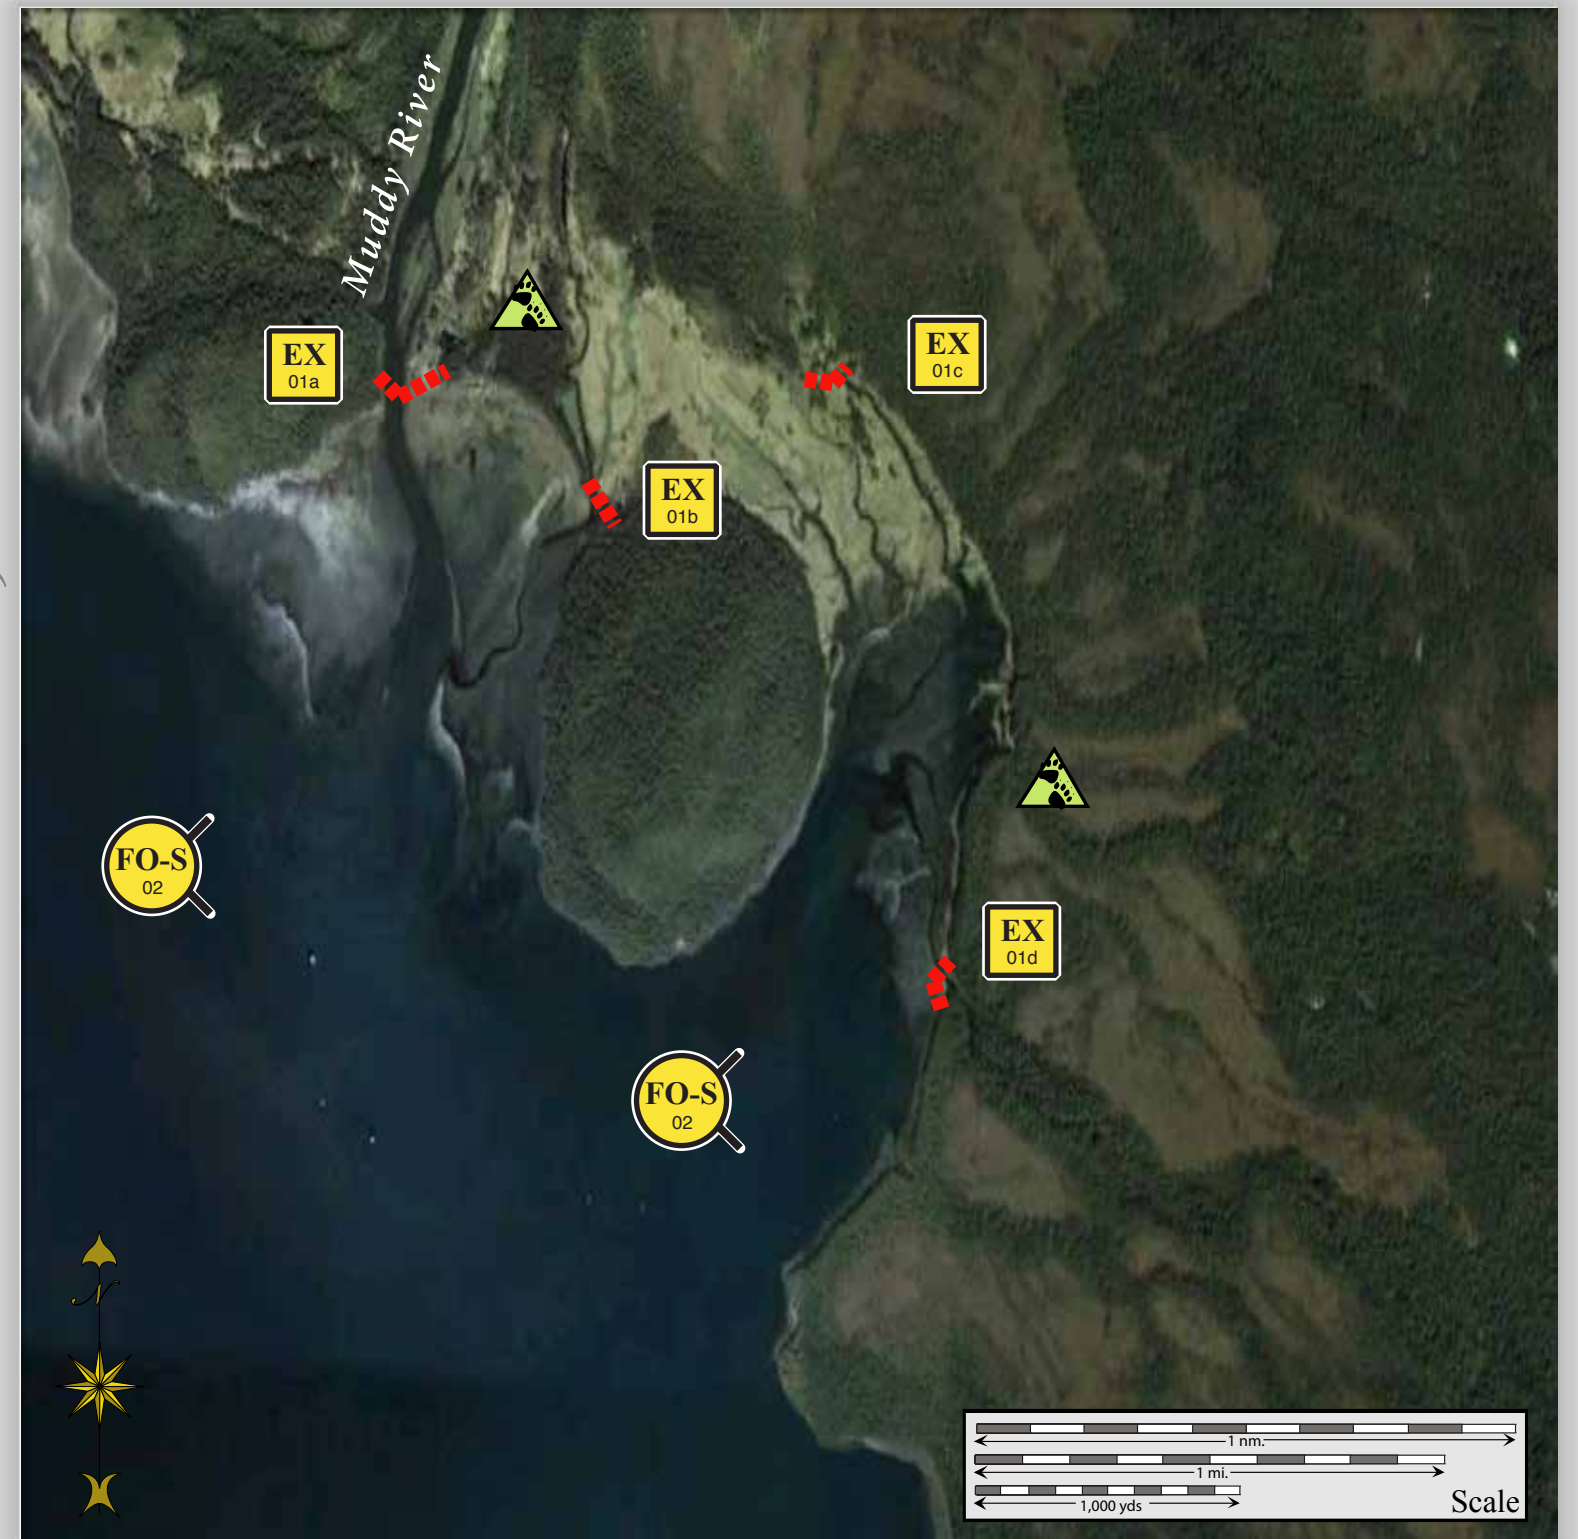 Muddy River
EX
01a
EX
01c
EX
01b
FO-S
02
EX
01d
FO-S
02
N
1 nm.
1 mi.
1,000 yds
Scale